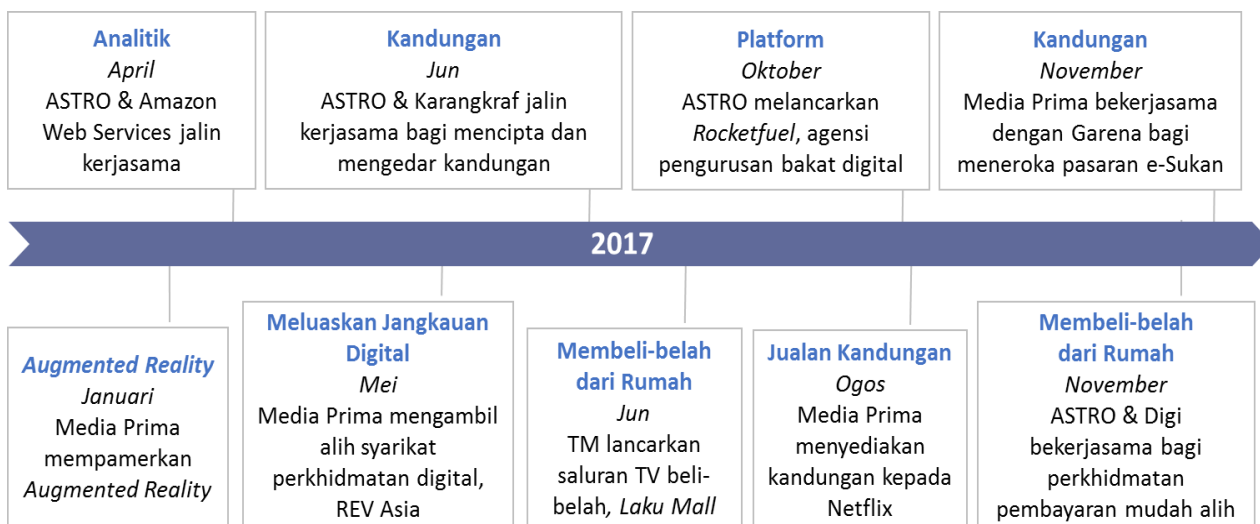 Analitik
April
ASTRO & Amazon
Web Services jalin
kerjasama
Kandungan
Jun
ASTRO & Karangkraf jalin
kerjasama bagi mencipta dan
mengedar kandungan
Platform
Oktober
ASTRO melancarkan
Rocketfuel, agensi
pengurusan bakat digital
Kandungan
November
Media Prima bekerjasama
dengan Garena bagi
meneroka pasaran e-Sukan
2017
Augmented Reality
Januari
Media Prima
mempamerkan
Augmented Reality
Meluaskan Jangkauan
Digital
Mei
Media Prima mengambil
alih syarikat
perkhidmatan digital,
REV Asia
Membeli-belah
dari Rumah
Jun
TM lancarkan
saluran TV beli-
belah, Laku Mall
Jualan Kandungan
Ogos
Media Prima
menyediakan
kandungan kepada
Netflix
Membeli-belah
dari Rumah
November
ASTRO & Digi
bekerjasama bagi
perkhidmatan
pembayaran mudah alih